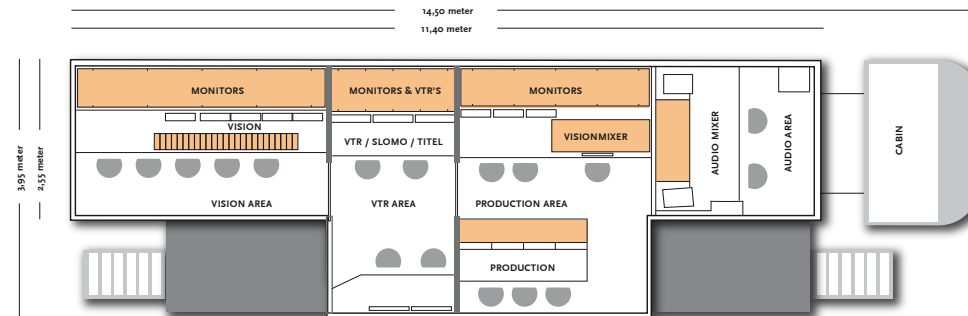 14,50 meter
11,40 meter
3,95 meter
2,55 meter
MONITORS
MONITORS & VTR'S
MONITORS
VISION
VTR / SLOMO / TITEL
VISIONMIXER
AUDIO MIXER
AUDIO AREA
CABIN
VISION AREA
VTR AREA
PRODUCTION AREA
PRODUCTION